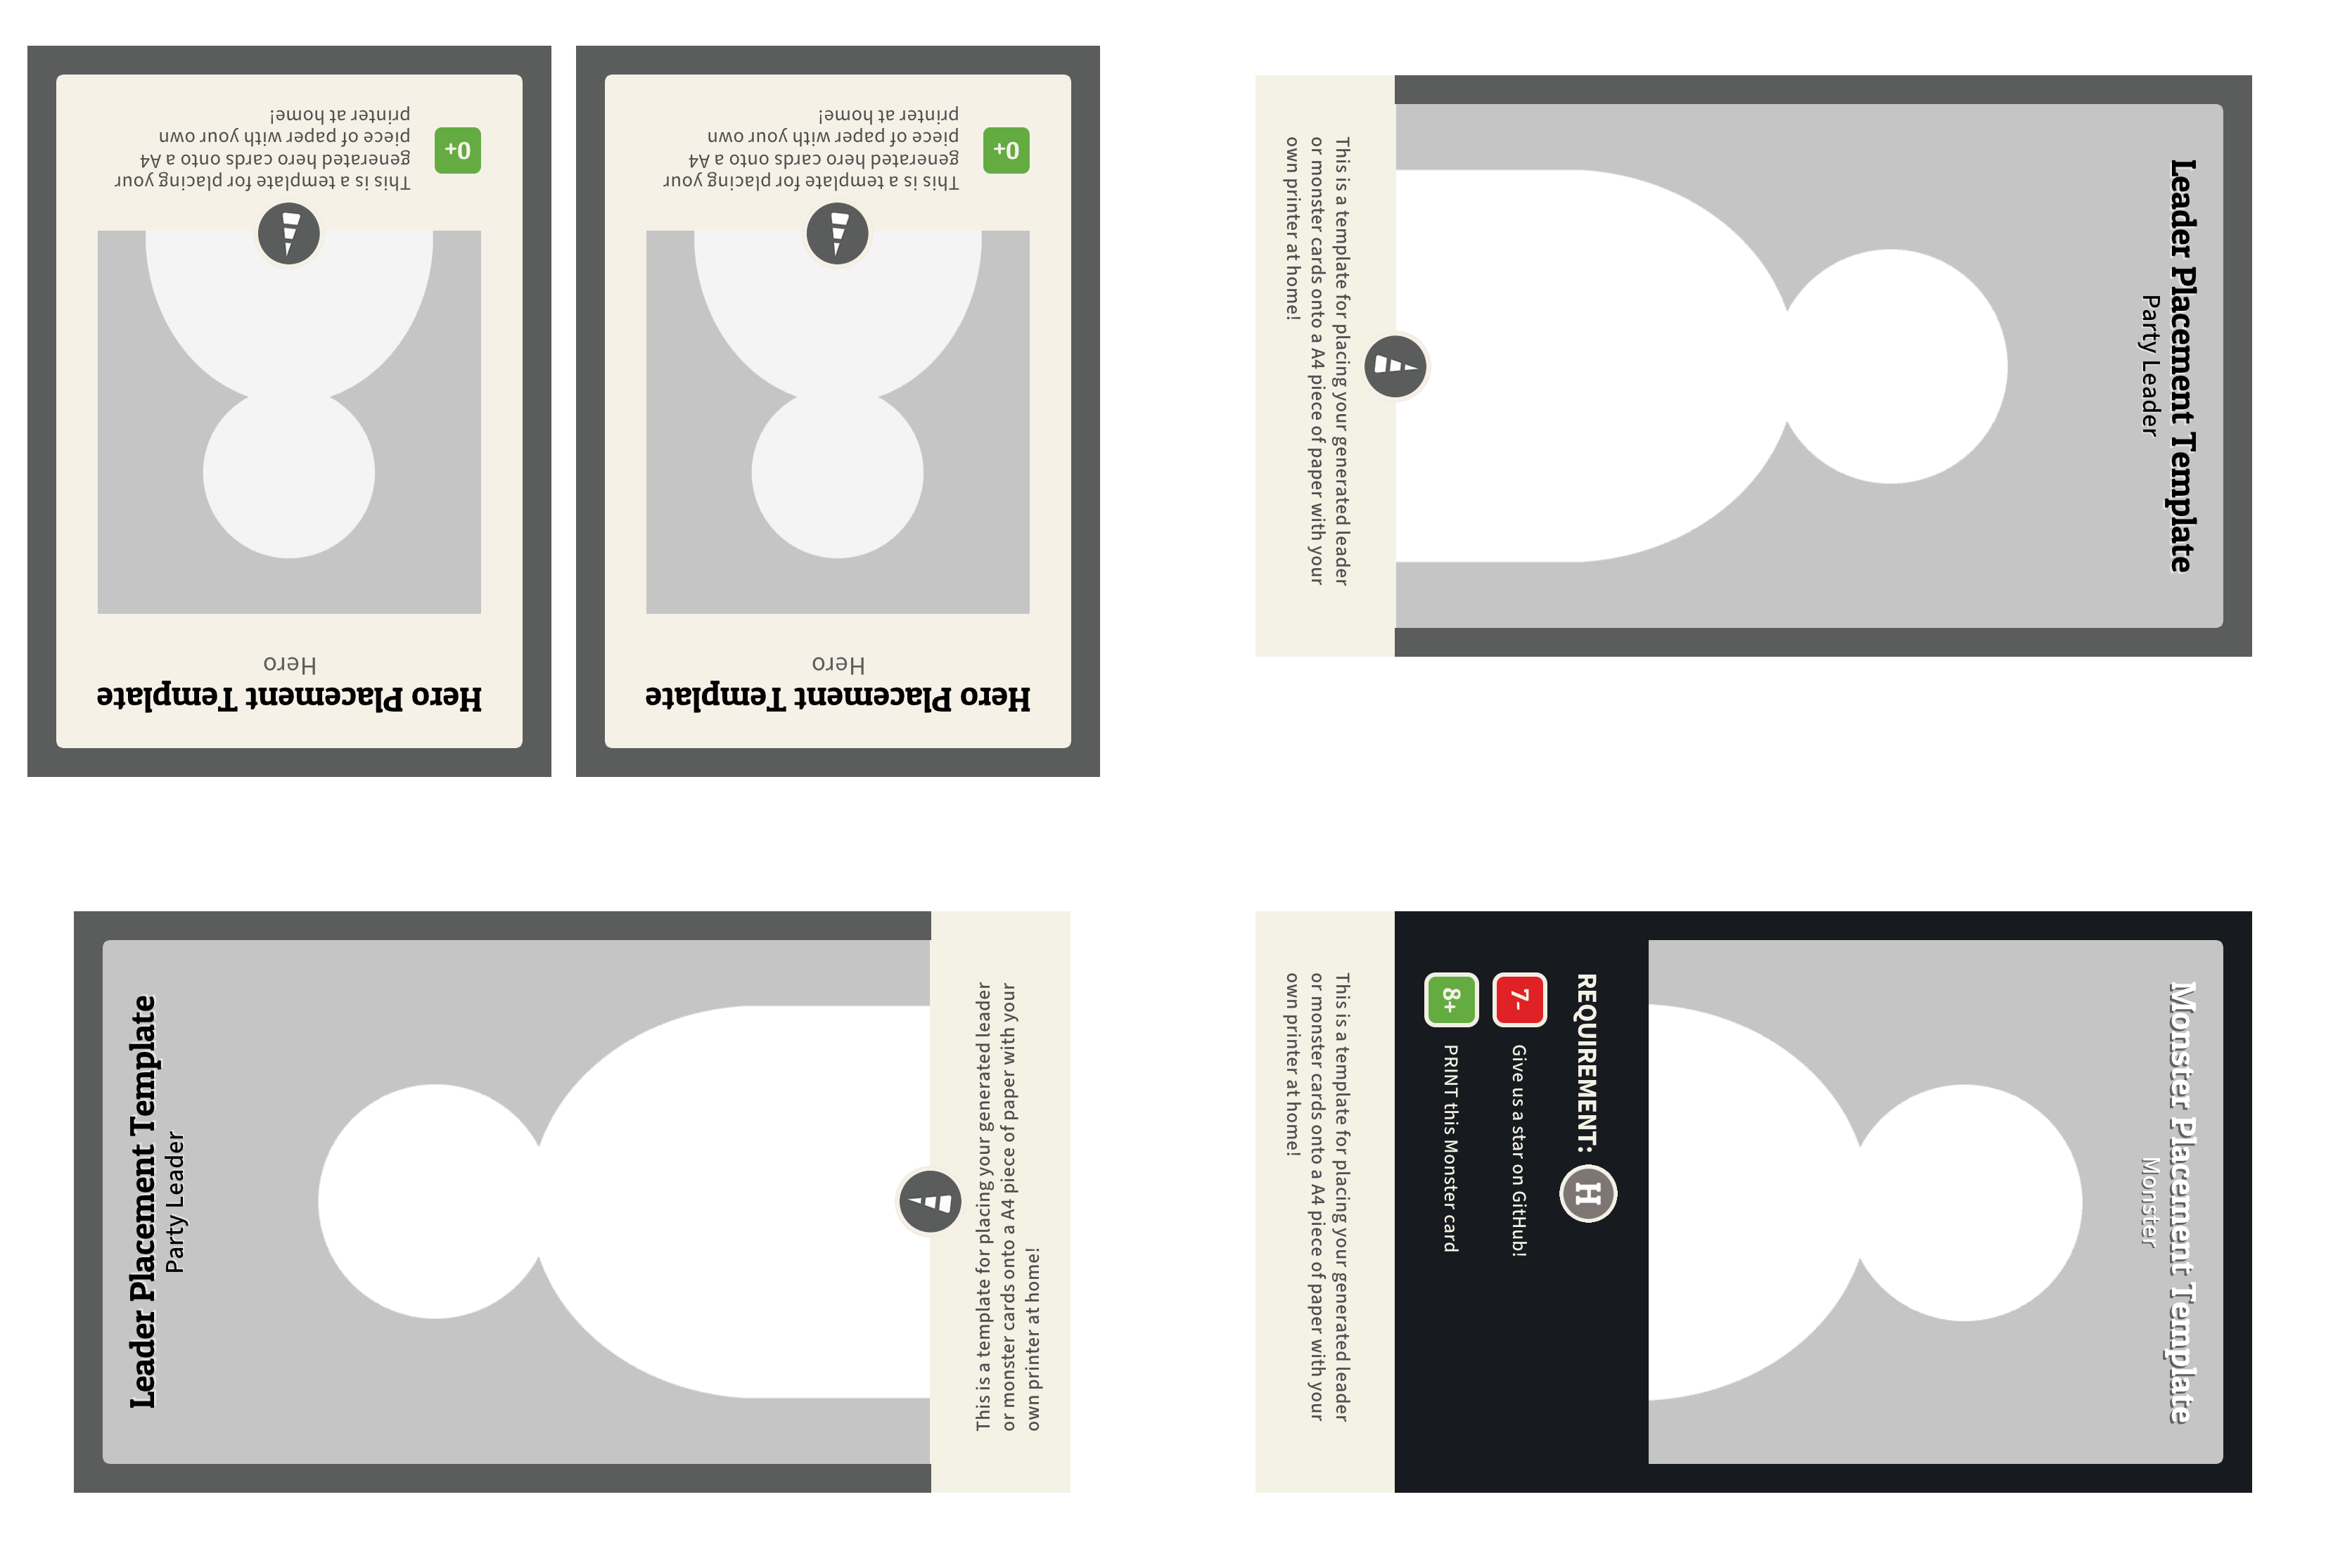 Hero Placement Template
Hero
This is a template for placing your
generated hero cards onto a A4
piece of paper with your own
printer at home!
0+
Hero Placement Template
Hero
This is a template for placing your
generated hero cards onto a A4
piece of paper with your own
printer at home!
0+
Leader Placement Template
Party Leader
This is a template for placing your generated leader
or monster cards onto a A4 piece of paper with your
own printer at home!
Leader Placement Template
Party Leader
This is a template for placing your generated leader
or monster cards onto a A4 piece of paper with your
own printer at home!
Monster Placement Template
Monster
REQUIREMENT: H
7- Give us a star on GitHub!
8+ PRINT this Monster card
This is a template for placing your generated leader
or monster cards onto a A4 piece of paper with your
own printer at home!